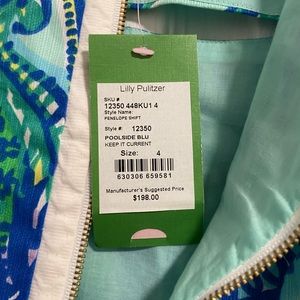 Lilly Pulitzer
SKU #
12350 448KU1 4
Style Name:
PENELOPE SHIFT
Style # 12350
POOLSIDE BLU
KEEP IT CURRENT
Size: 4
630306 659581
Manufacturer's Suggested Price
$198.00